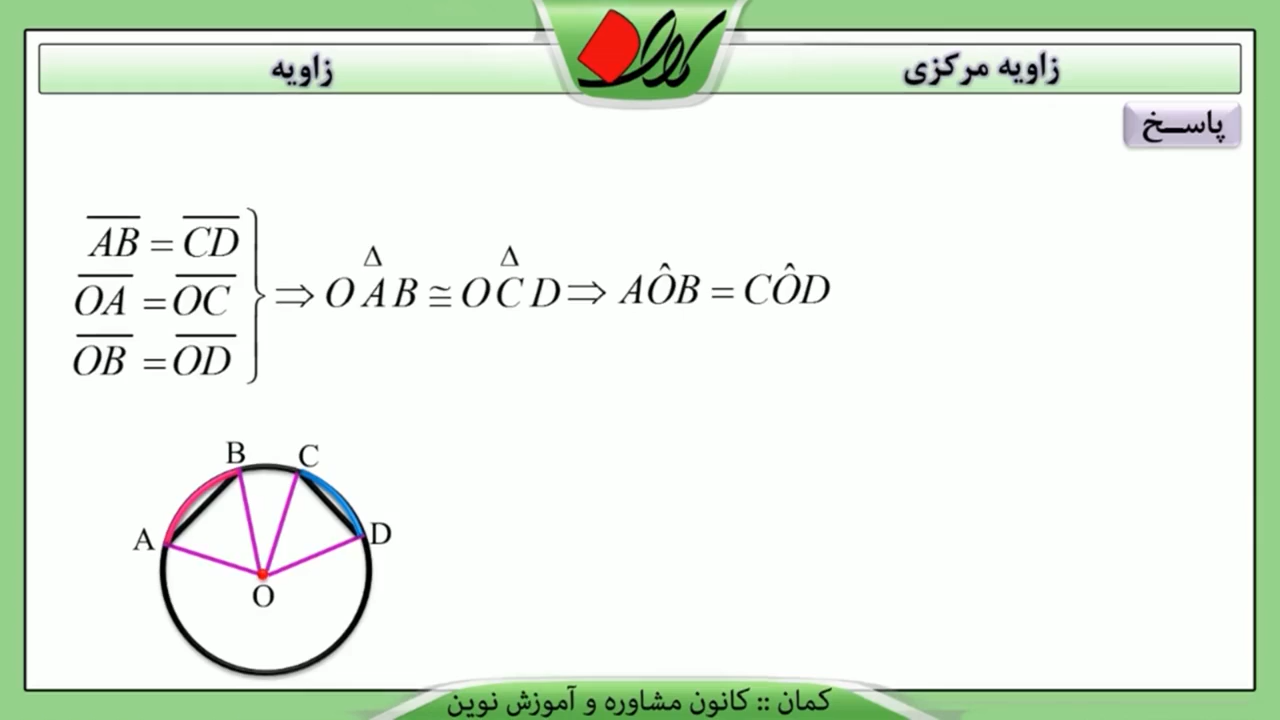 زاویه مرکزی
کمان
زاویه
پاسـخ
AB = CD
OA = OC
OB = OD
⇒ OAB ≅ OCD ⇒ AÔB = CÔD
Δ Δ
B C
A D
O
کمان :: کانون مشاوره و آموزش نوین